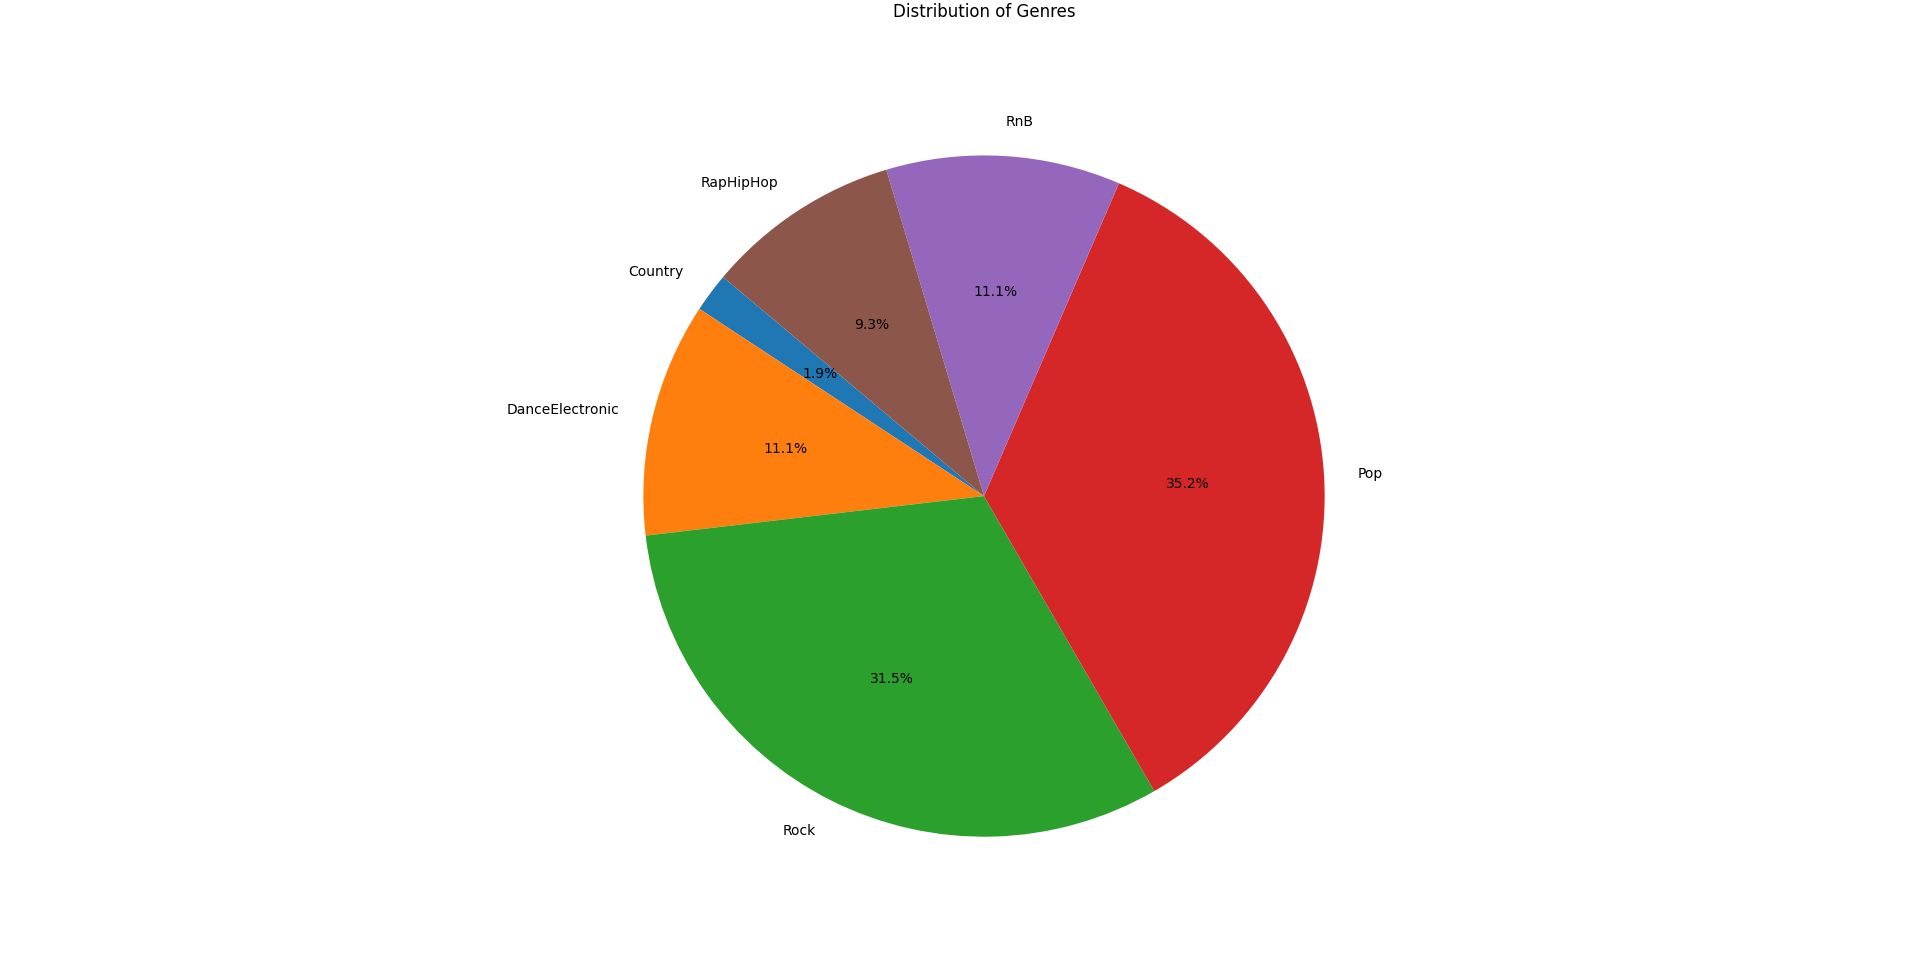 Distribution of Genres
RnB
RapHipHop
Country
DanceElectronic
Rock
Pop
11.1%
9.3%
1.9%
11.1%
31.5%
35.2%